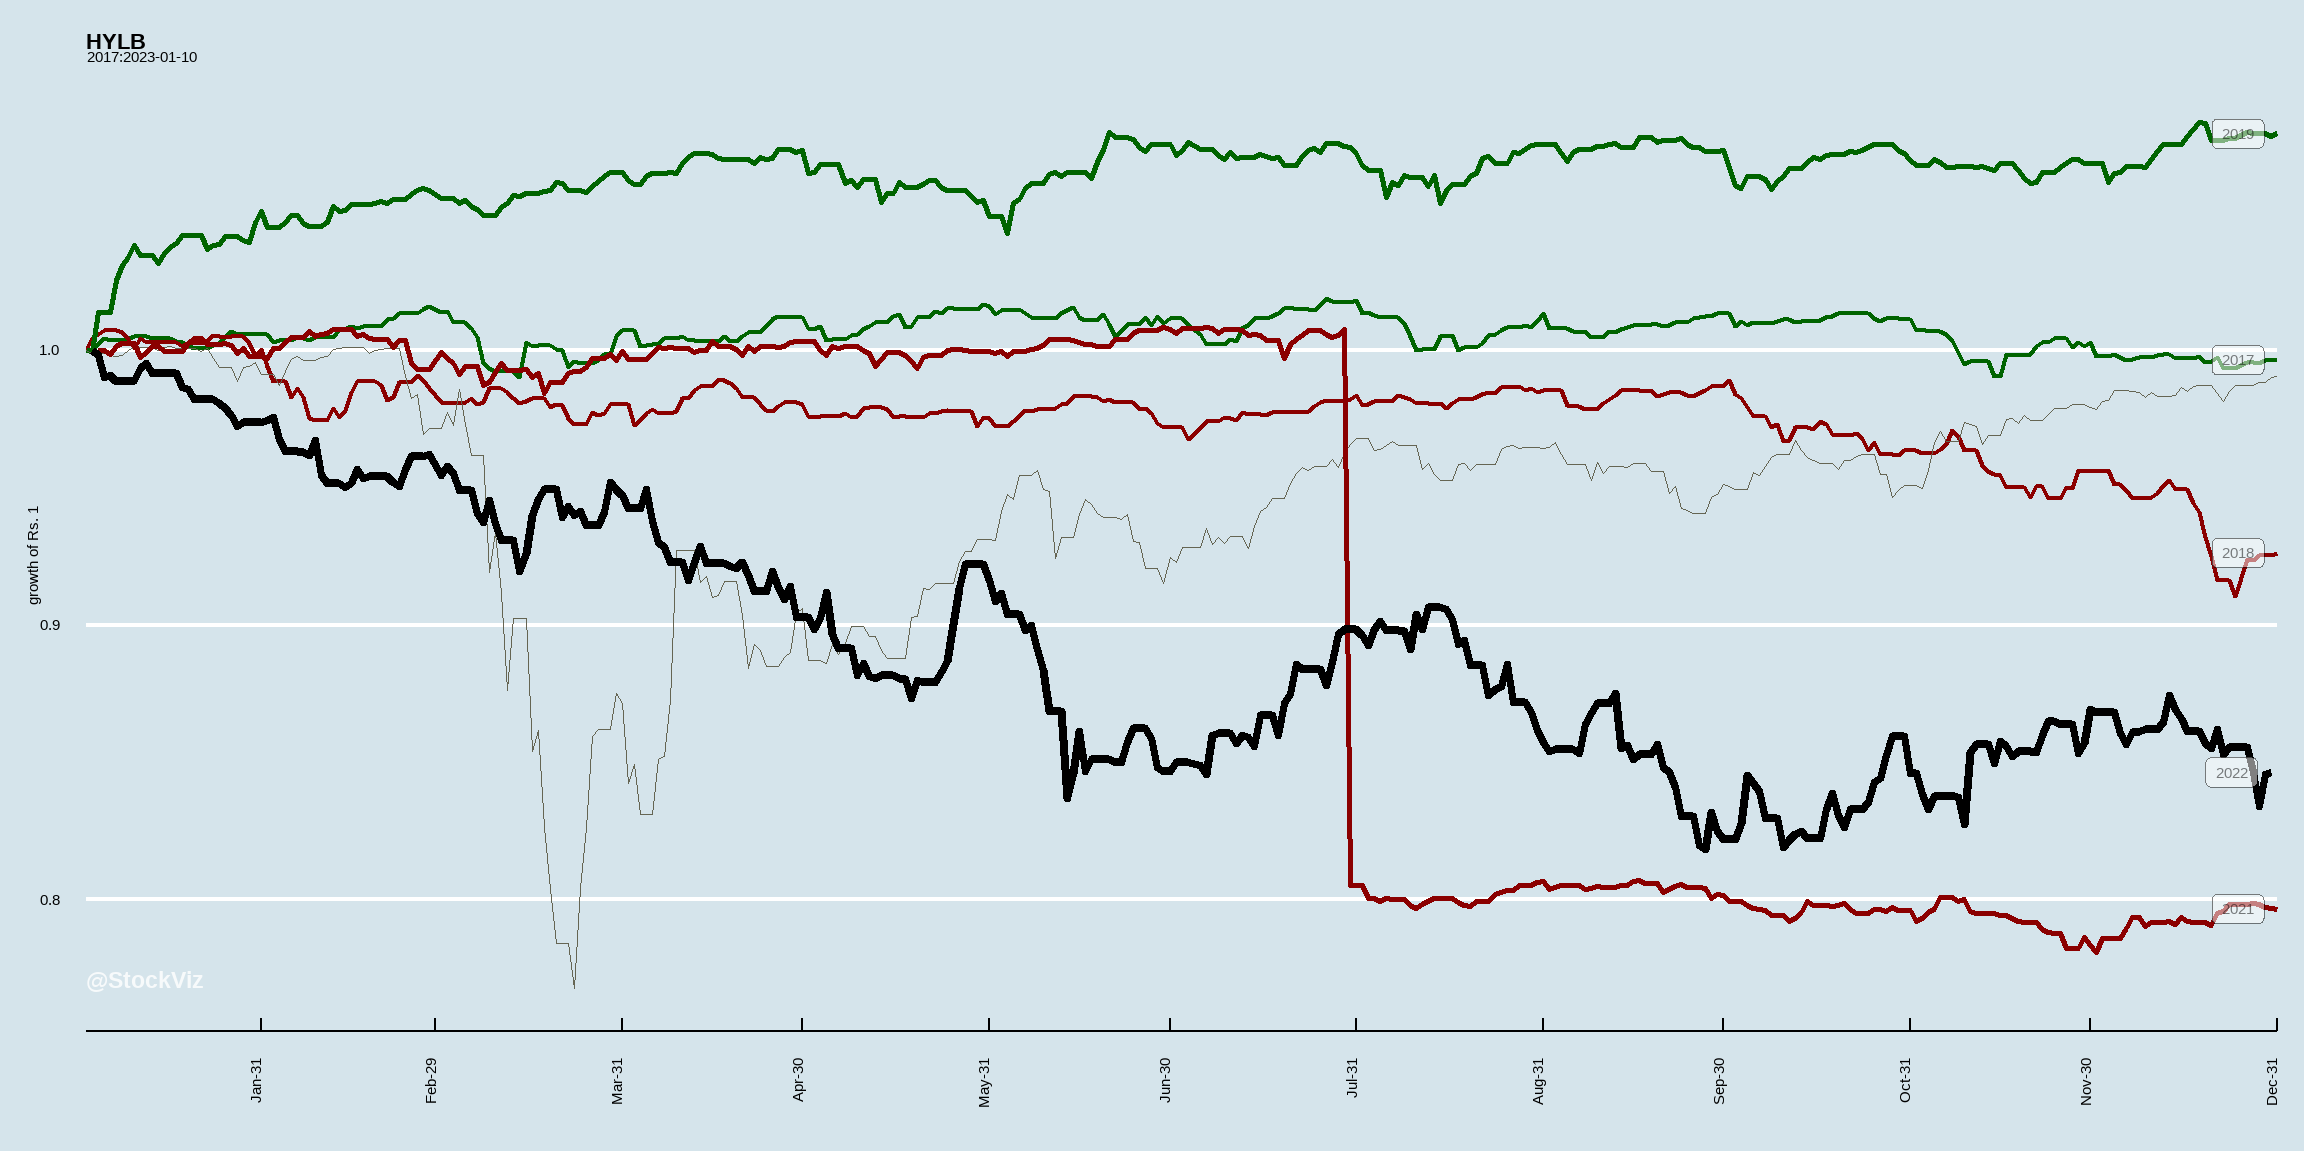 HYLB
2017:2023-01-10
2019
1.0
2017
growth of Rs. 1
2018
0.9
2022
0.8
2021
@StockViz
Jan-31
Feb-29
Mar-31
Apr-30
May-31
Jun-30
Jul-31
Aug-31
Sep-30
Oct-31
Nov-30
Dec-31